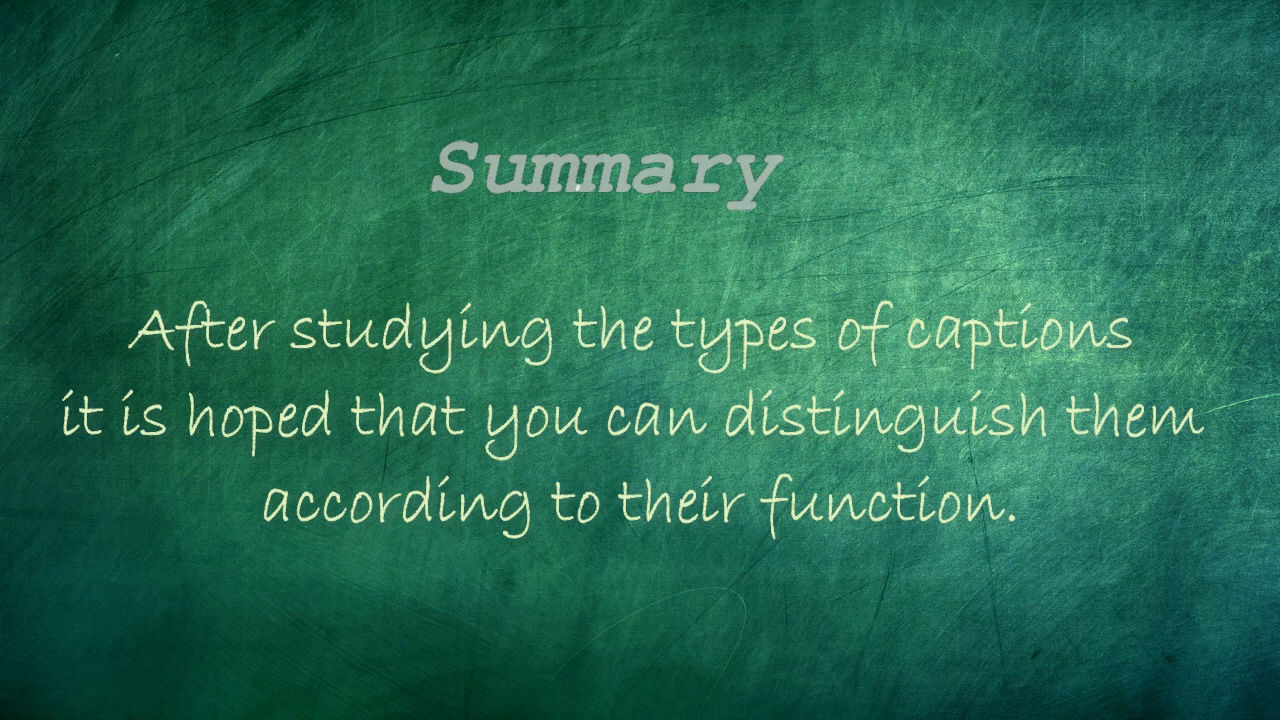 Summary
After studying the types of captions
it is hoped that you can distinguish them
according to their function.